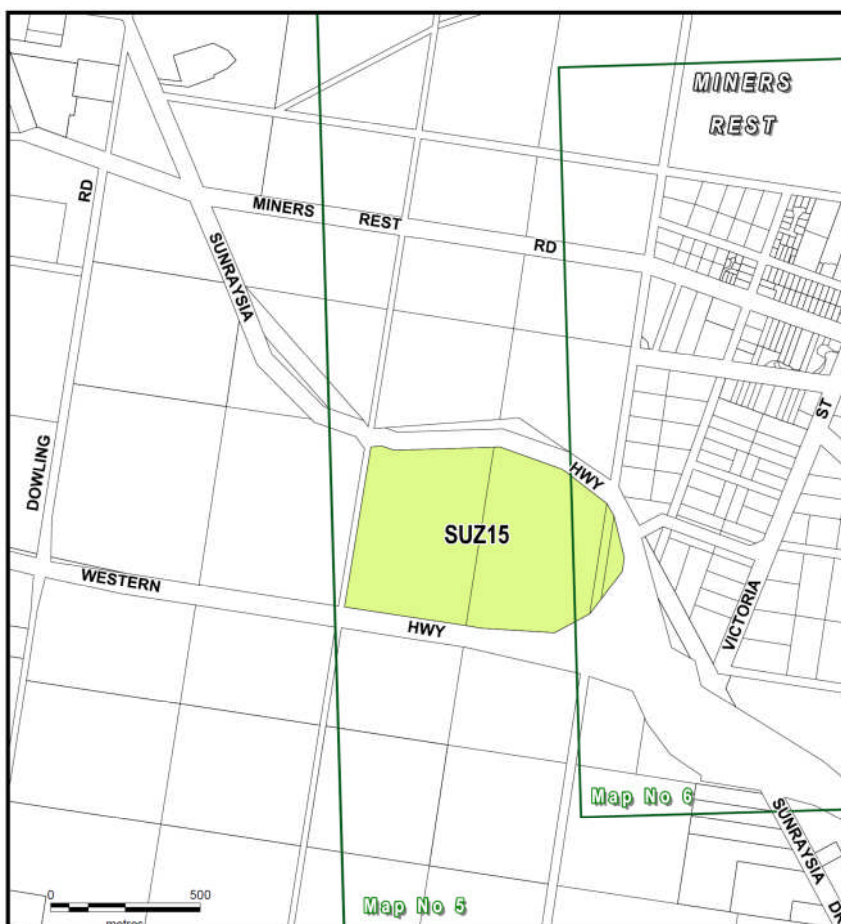 MINERS
REST
RD
MINERS REST RD
SUNRAYSIA
HWY
ST
DOWLING
SUZ15
WESTERN
HWY
VICTORIA
Map No 6
SUNRAYSIA
0 500
metres
Map No 5